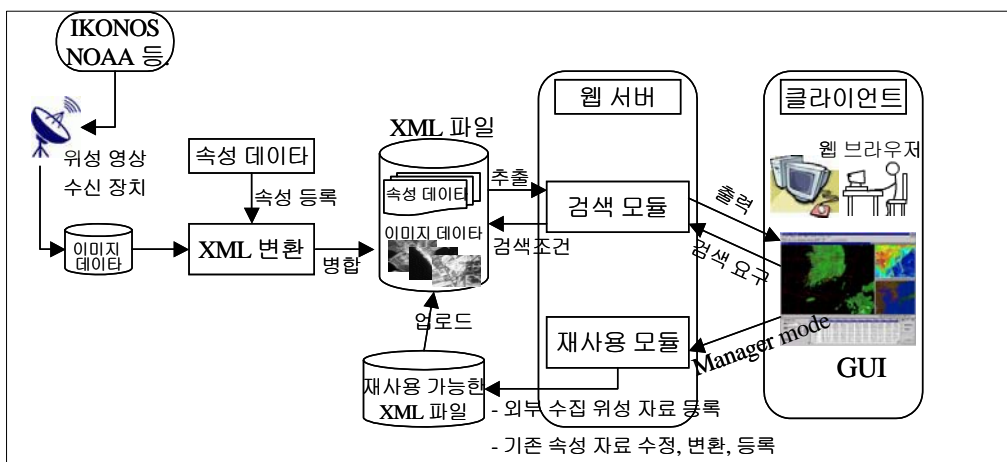 IKONOS
NOAA 등.
위성 영상
수신 장치
이미지
데이타
속성 데이타
속성 등록
XML 변환
병합
XML 파일
속성 데이타
이미지 데이타
업로드
재사용 가능한
XML 파일
추출
검색조건
웹 서버
검색 모듈
재사용 모듈
- 외부 수집 위성 자료 등록
- 기존 속성 자료 수정, 변환, 등록
출력
검색 요구
Manager mode
클라이언트
웹 브라우저
GUI